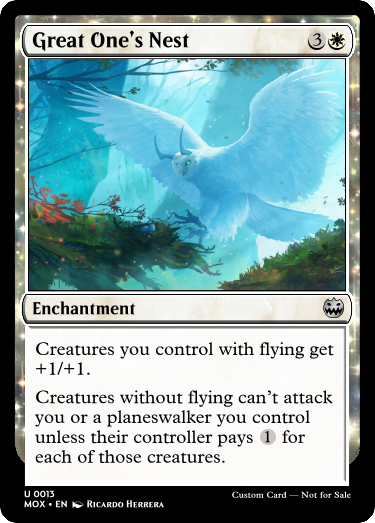 Great One's Nest 3
Enchantment
Creatures you control with flying get
+1/+1.
Creatures without flying can't attack
you or a planeswalker you control
unless their controller pays 1 for
each of those creatures.
U 0013
MOX • EN Ricardo Herrera
Custom Card — Not for Sale